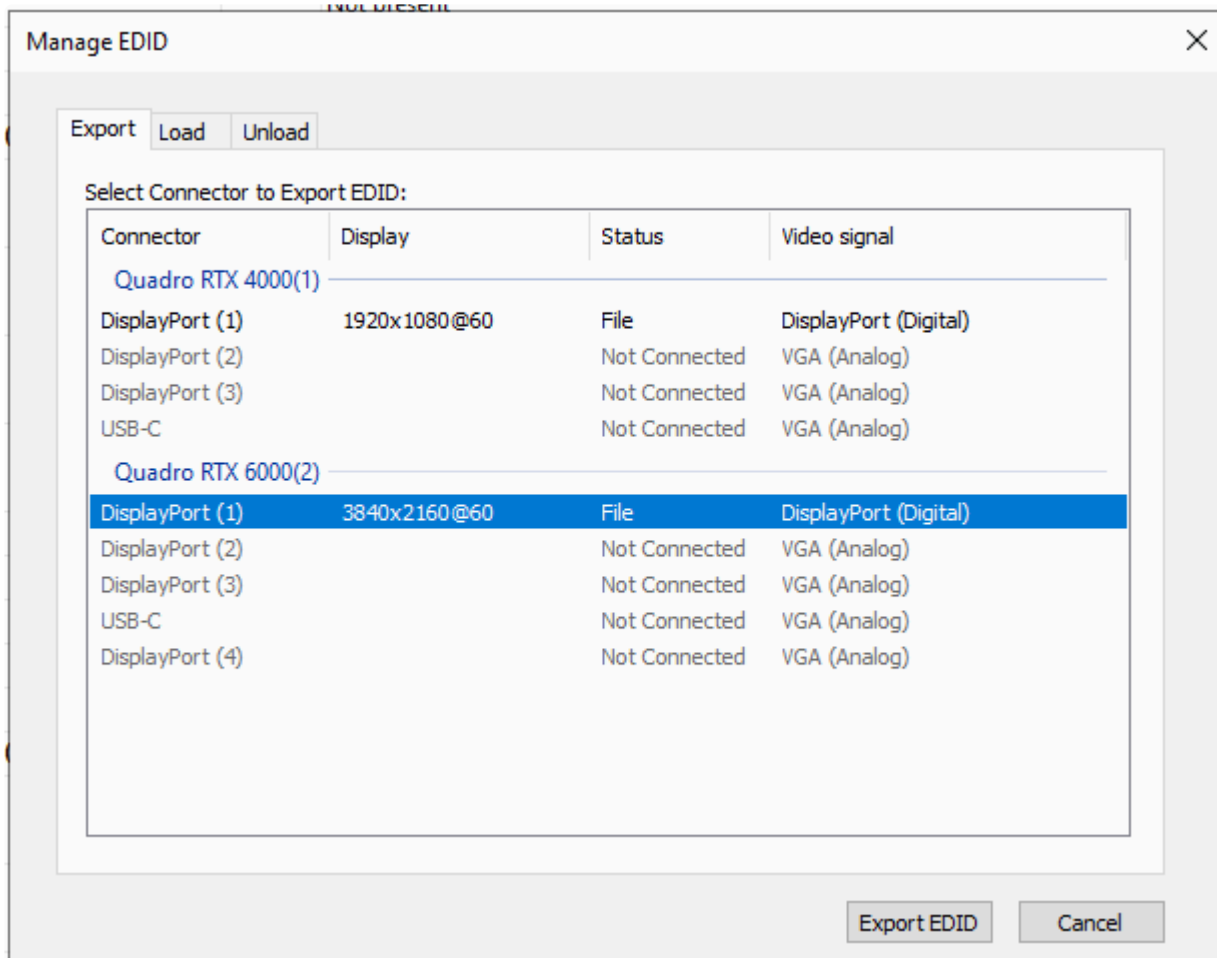 Not present
Manage EDID
Export Load Unload
Select Connector to Export EDID:
Connector Display Status Video signal
Quadro RTX 4000(1)
DisplayPort (1) 1920x1080@60 File DisplayPort (Digital)
DisplayPort (2) Not Connected VGA (Analog)
DisplayPort (3) Not Connected VGA (Analog)
USB-C Not Connected VGA (Analog)
Quadro RTX 6000(2)
DisplayPort (1) 3840x2160@60 File DisplayPort (Digital)
DisplayPort (2) Not Connected VGA (Analog)
DisplayPort (3) Not Connected VGA (Analog)
USB-C Not Connected VGA (Analog)
DisplayPort (4) Not Connected VGA (Analog)
Export EDID Cancel